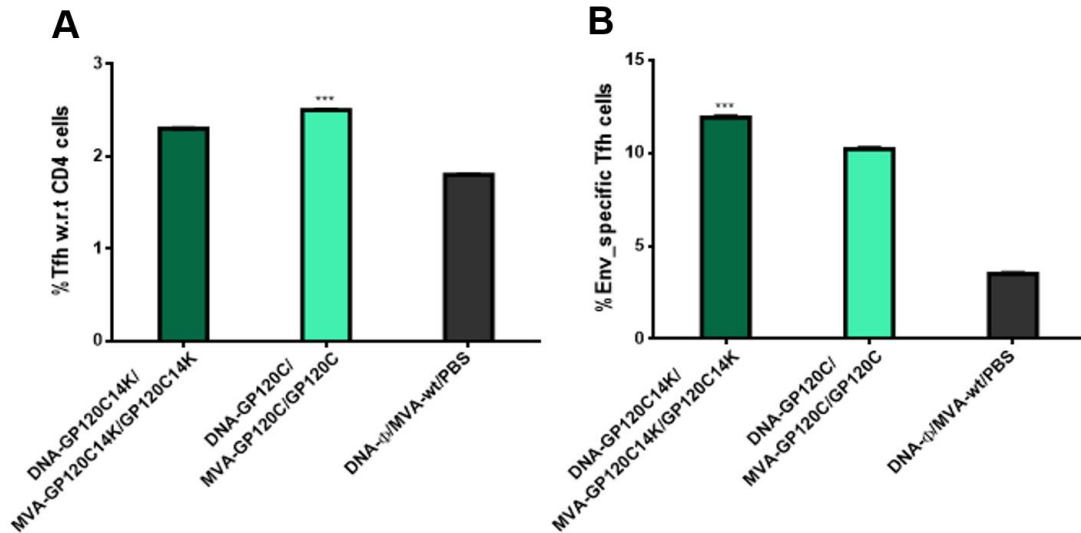 A
% Tfh w.r.t CD4 cells
3
2
1
0
***
DNA-GP120C14K/
MVA-GP120C14K/GP120C14K
DNA-GP120C/
MVA-GP120C/GP120C
DNA-ф/MVA-wt/PBS
B
% Env_specific Tfh cells
15
10
5
0
***
DNA-GP120C14K/
MVA-GP120C14K/GP120C14K
DNA-GP120C/
MVA-GP120C/GP120C
DNA-ф/MVA-wt/PBS